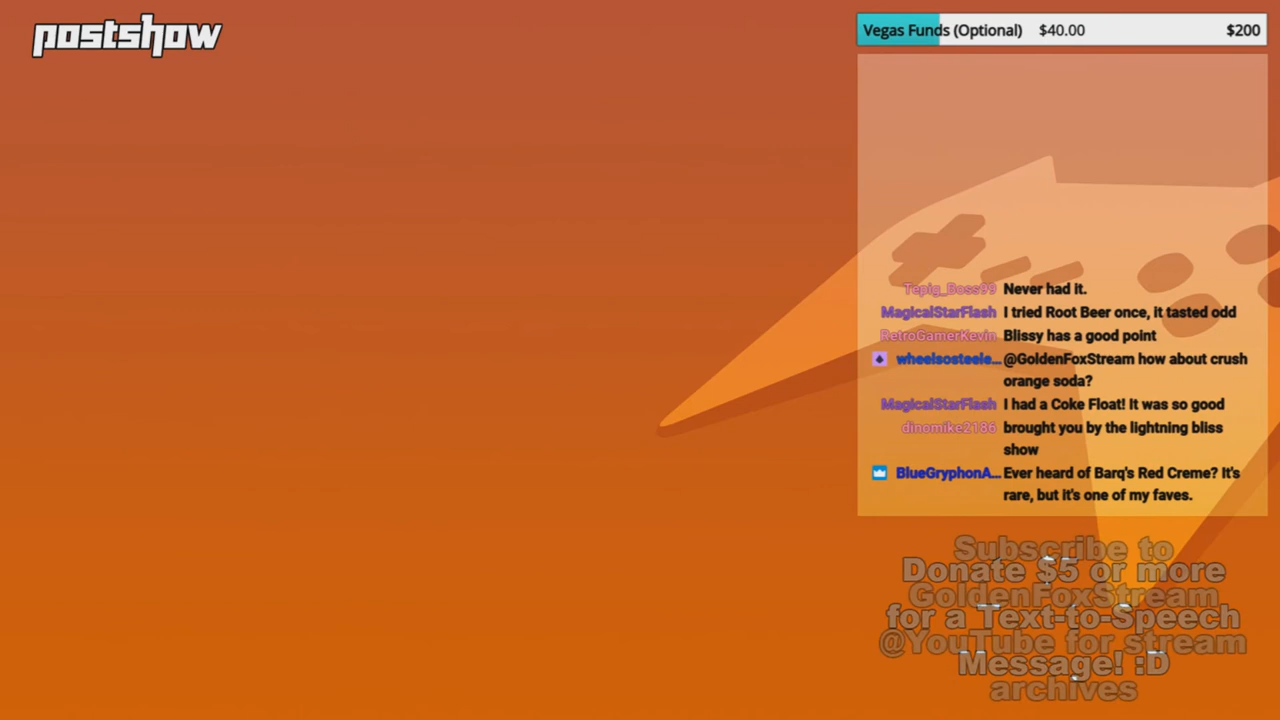 postshow
Vegas Funds (Optional) $40.00 $200
Tepig_Boss99 Never had it.
MagicalStarFlash I tried Root Beer once, it tasted odd
RetroGamerKevin Blissy has a good point
wheelsosteele... @GoldenFoxStream how about crush
orange soda?
MagicalStarFlash I had a Coke Float! It was so good
dinomike2186 brought you by the lightning bliss
show
BlueGryphonA... Ever heard of Barq's Red Creme? It's
rare, but it's one of my faves.
Subscribe to
Donate $5 or more
GoldenFoxStream
for a Text-to-Speech
@YouTube for stream
Message! :D
archives